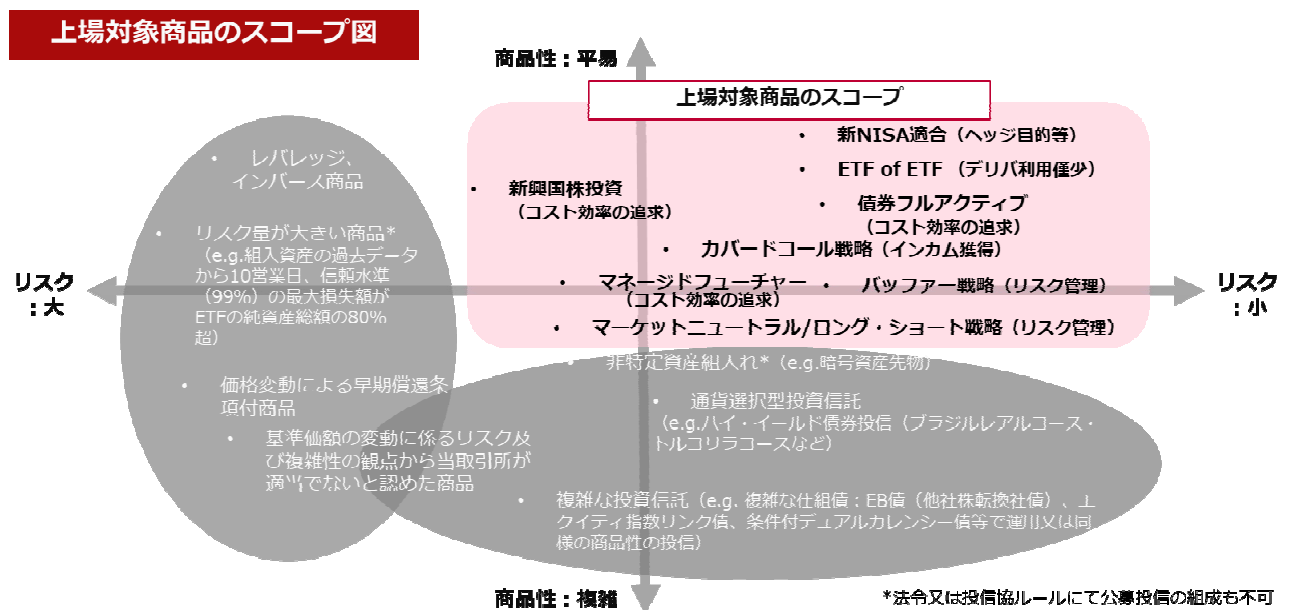 上場対象商品のスコープ図
商品性：平易
上場対象商品のスコープ
• 新NISA適合（ヘッジ目的等）
• ETF of ETF （デリバ利用僅少）
• 新興国株投資
（コスト効率の追求）
• 債券フルアクティブ
（コスト効率の追求）
• カバードコール戦略（インカム獲得）
• マネージドフューチャー
（コスト効率の追求）
• バッファー戦略（リスク管理）
• マーケットニュートラル/ロング・ショート戦略（リスク管理）
リスク
：大
リスク
：小
• レバレッジ、
インバース商品
• リスク量が大きい商品*
（e.g.組入資産の過去データ
から10営業日、信頼水準
（99%）の最大損失額が
ETFの純資産総額の80%
超）
• 価格変動による早期償還条
項付商品
• 基準価額の変動に係るリスク及
び複雑性の観点から当取引所が
適当でないと認めた商品
• 非特定資産組入れ*（e.g.暗号資産先物）
• 通貨選択型投資信託
（e.g.ハイ・イールド債券投信（ブラジルレアルコース・
トルコリラコースなど）
• 複雑な投資信託（e.g. 複雑な仕組債：EB債（他社株転換社債）、エ
クイティ指数リンク債、条件付デュアルカレンシー債等で運用又は同
様の商品性の投信）
商品性：複雑
*法令又は投信協ルールにて公募投信の組成も不可